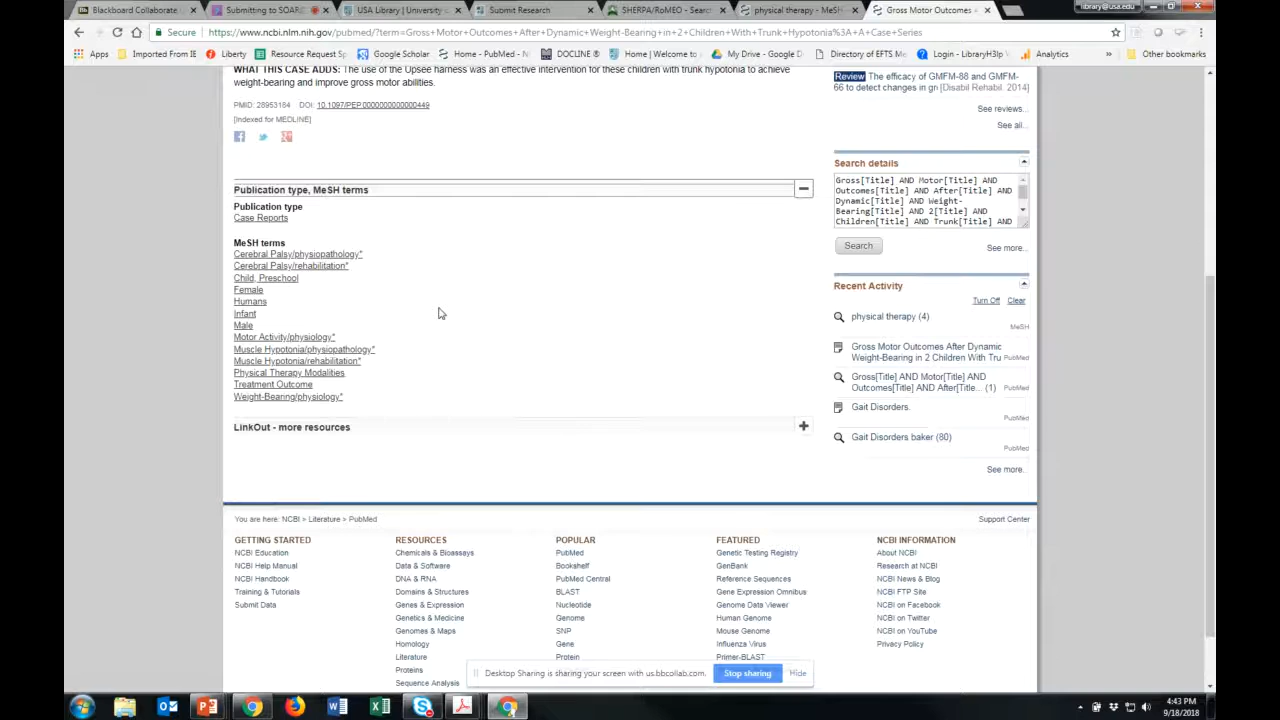 Blackboard Collaborate
Submitting to SOAR
USA Library | University
Submit Research
SHERPA/RoMEO - Search
physical therapy - MeSH
Gross Motor Outcomes
library@usa.edu
Secure
https://www.ncbi.nlm.nih.gov/pubmed/?term=Gross+Motor+Outcomes+After+Dynamic+Weight-Bearing+in+2+Children+With+Trunk+Hypotonia%3A+A+Case+Series
Apps
Imported From IE
Liberty
Resource Request Sp
Google Scholar
Home - PubMed - N
DOCLINE ®
Home | Welcome to
My Drive - Google D
Directory of EFTS Me
Login - LibraryH3lp
Analytics
»
Other bookmarks
WHAT THIS CASE ADDS: The use of the Upsee harness was an effective intervention for these children with trunk hypotonia to achieve
weight-bearing and improve gross motor abilities.
PMID: 28953184 DOI: 10.1097/PEP.0000000000000449
[Indexed for MEDLINE]
Publication type, MeSH terms
Publication type
Case Reports
MeSH terms
Cerebral Palsy/physiopathology*
Cerebral Palsy/rehabilitation*
Child, Preschool
Female
Humans
Infant
Male
Motor Activity/physiology*
Muscle Hypotonia/physiopathology*
Muscle Hypotonia/rehabilitation*
Physical Therapy Modalities
Treatment Outcome
Weight-Bearing/physiology*
LinkOut - more resources
Review The efficacy of GMFM-88 and GMFM-
66 to detect changes in gr [Disabil Rehabil. 2014]
See reviews...
See all...
Search details
Gross[Title] AND Motor[Title] AND
Outcomes[Title] AND After[Title] AND
Dynamic[Title] AND Weight-
Bearing[Title] AND 2[Title] AND
Children[Title] AND Trunk[Title] AND
Search
See more...
Recent Activity
Turn Off Clear
physical therapy (4)
MeSH
Gross Motor Outcomes After Dynamic
Weight-Bearing in 2 Children With Tru
PubMed
Gross[Title] AND Motor[Title] AND
Outcomes[Title] AND After[Title... (1)
PubMed
Gait Disorders.
PubMed
Gait Disorders baker (80)
PubMed
See more...
You are here: NCBI > Literature > PubMed
Support Center
GETTING STARTED
NCBI Education
NCBI Help Manual
NCBI Handbook
Training & Tutorials
Submit Data
RESOURCES
Chemicals & Bioassays
Data & Software
DNA & RNA
Domains & Structures
Genes & Expression
Genetics & Medicine
Genomes & Maps
Homology
Literature
Proteins
Sequence Analysis
POPULAR
PubMed
Bookshelf
PubMed Central
BLAST
Nucleotide
Genome
SNP
Gene
Protein
FEATURED
Genetic Testing Registry
GenBank
Reference Sequences
Gene Expression Omnibus
Genome Data Viewer
Human Genome
Mouse Genome
Influenza Virus
Primer-BLAST
NCBI INFORMATION
About NCBI
Research at NCBI
NCBI News & Blog
NCBI FTP Site
NCBI on Facebook
NCBI on Twitter
NCBI on YouTube
Privacy Policy
Desktop Sharing is sharing your screen with us.bbcollab.com.
Stop sharing
Hide
4:43 PM
9/18/2018